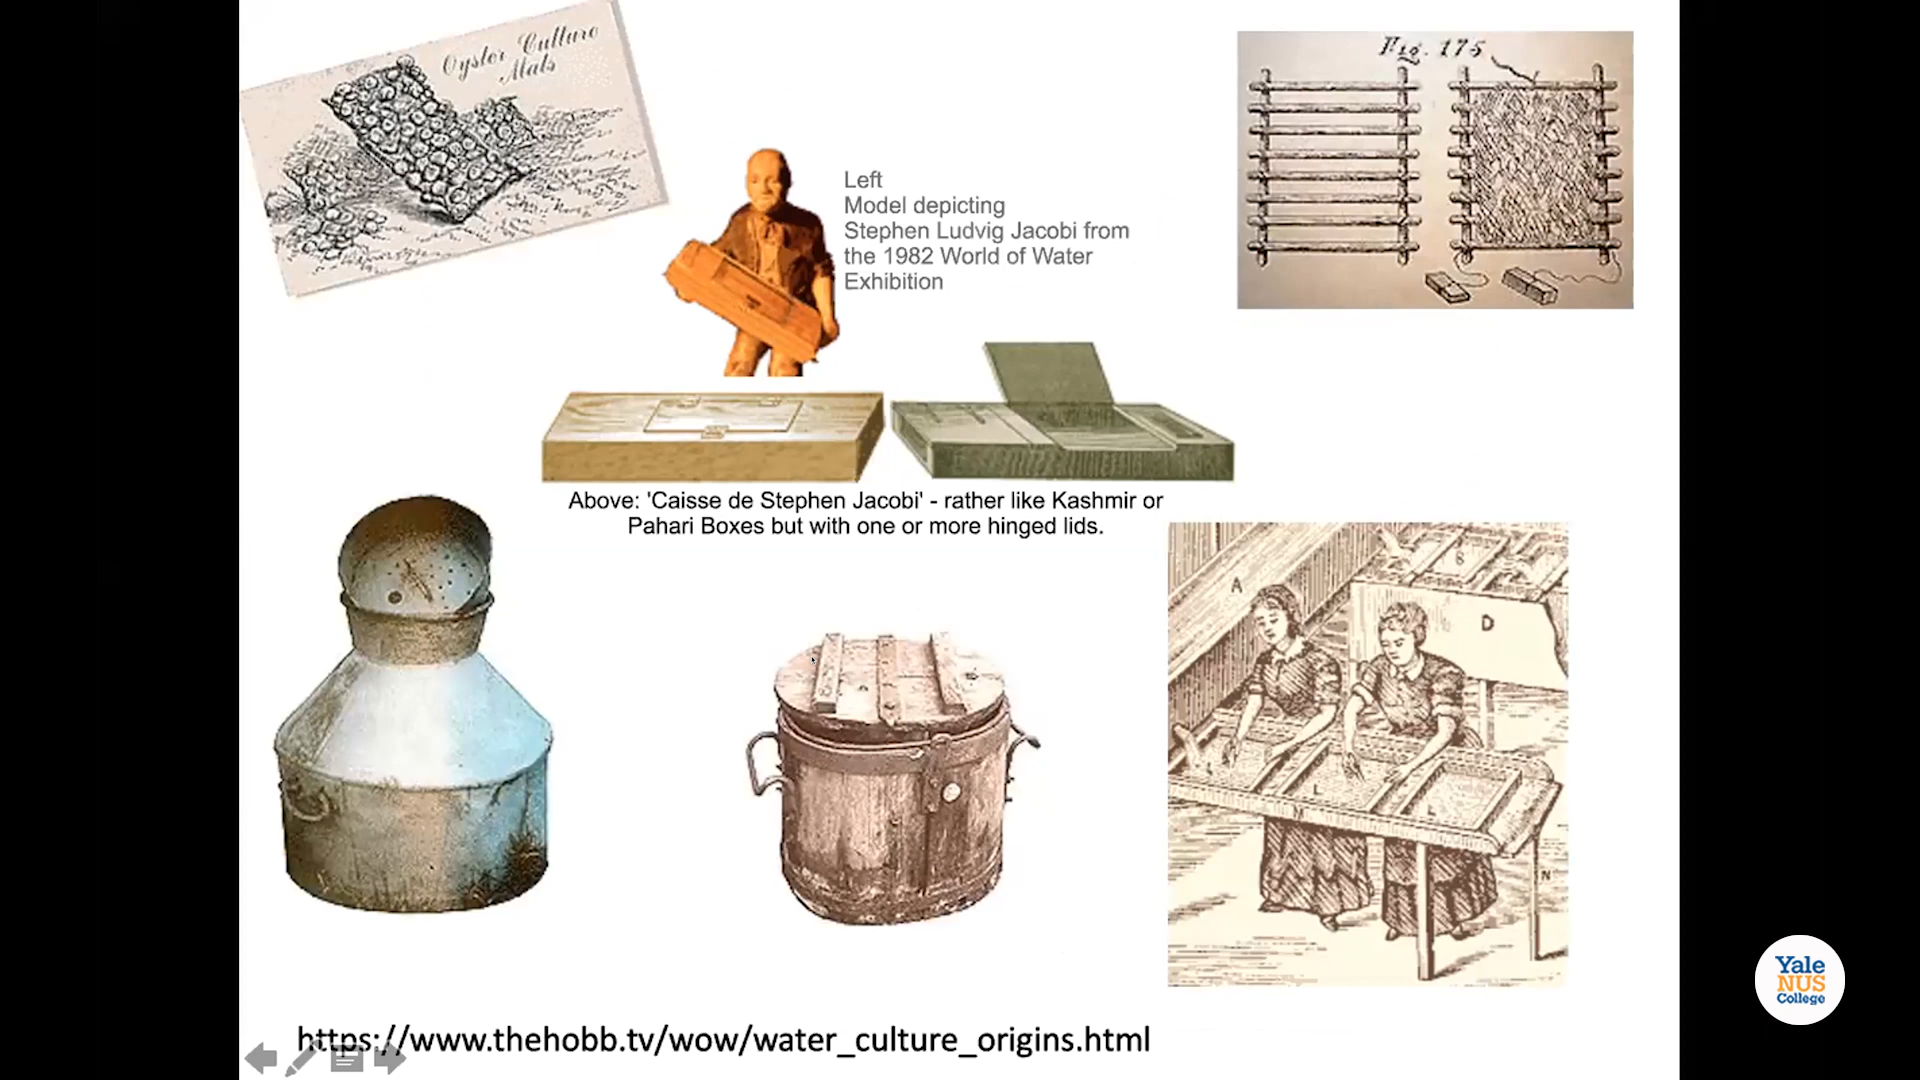 Oyster Culture
Mats
Fig. 175
Left
Model depicting
Stephen Ludvig Jacobi from
the 1982 World of Water
Exhibition
Above: 'Caisse de Stephen Jacobi' - rather like Kashmir or
Pahari Boxes but with one or more hinged lids.
A
B
D
L
L
L
M
N
https://www.thehobb.tv/wow/water_culture_origins.html
Yale
NUS
College